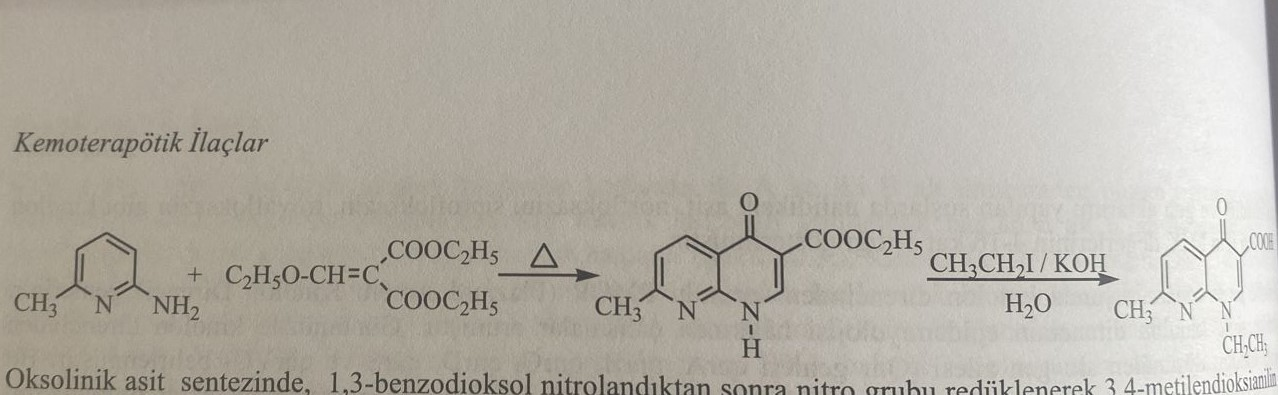 Kemoterapötik İlaçlar
CH₃ N NH₂ + C₂H₅O-CH=C COOC₂H₅ COOC₂H₅ Δ CH₃ N N H O COOC₂H₅ CH₃CH₂I / KOH H₂O CH₃ N N CH₂CH₃ O COOH
Oksolinik asit sentezinde, 1,3-benzodioksol nitrolandıktan sonra nitro grubu redüklenerek 3,4-metilendioksianilin